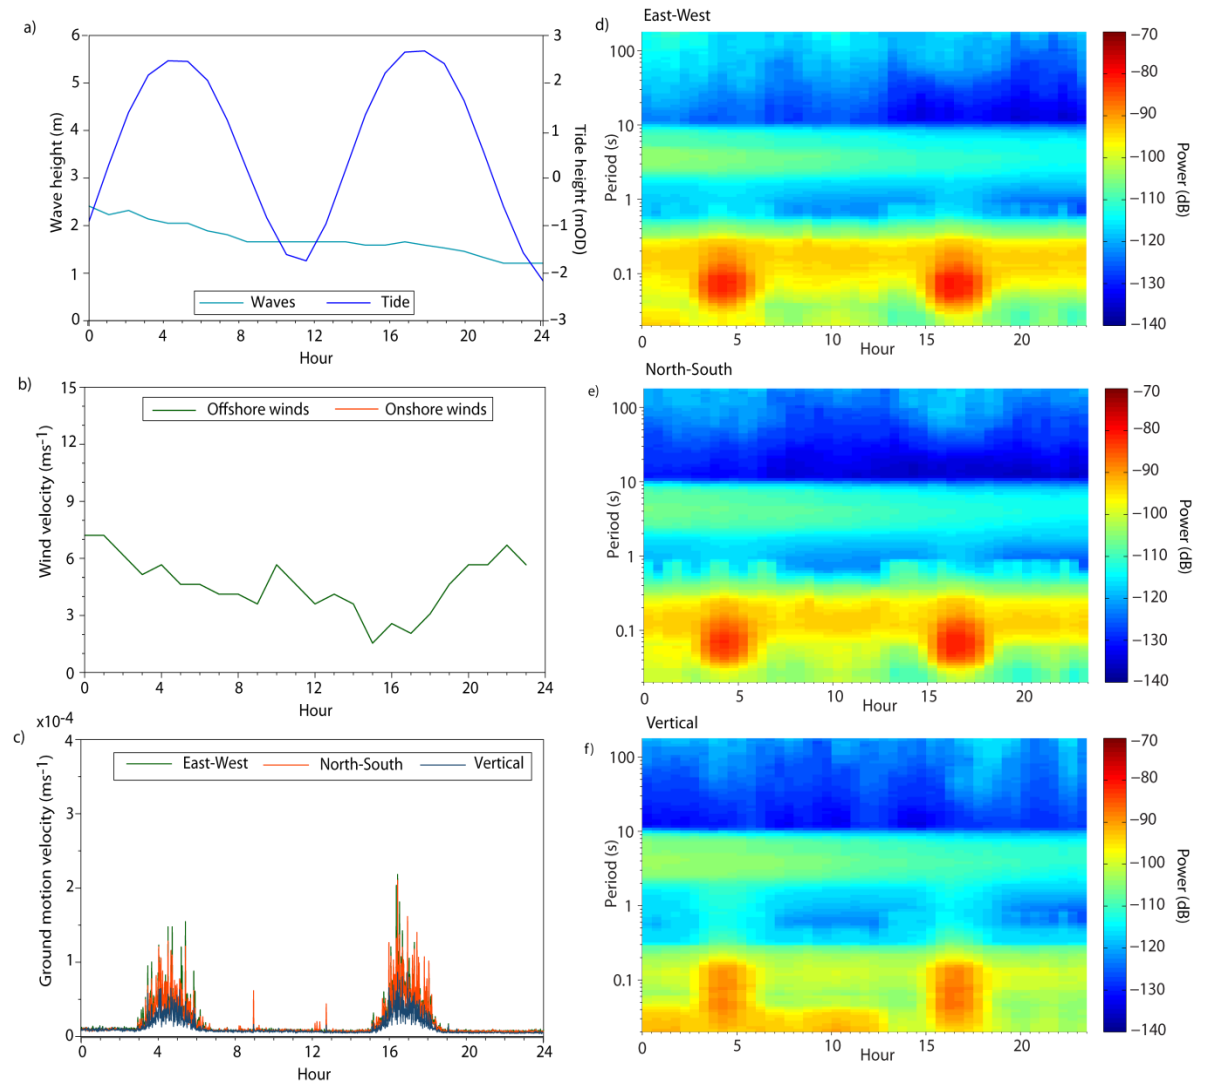 a)
Wave height (m)
6
5
4
3
2
1
0
3
2
1
0
−1
−2
−3
Tide height (mOD)
Waves
Tide
0
4
8
12
16
20
24
Hour
b)
Wind velocity (ms-1)
15
12
9
6
3
0
Offshore winds
Onshore winds
0
4
8
12
16
20
24
Hour
c)
x10-4
Ground motion velocity (ms-1)
4
3
2
1
0
East-West
North-South
Vertical
0
4
8
12
16
20
24
Hour
d)
East-West
Period (s)
100
10
1
0.1
0
5
10
15
20
Hour
−70
−80
−90
−100
−110
−120
−130
−140
Power (dB)
e)
North-South
Period (s)
100
10
1
0.1
0
5
10
15
20
Hour
−70
−80
−90
−100
−110
−120
−130
−140
Power (dB)
f)
Vertical
Period (s)
100
10
1
0.1
0
5
10
15
20
Hour
−70
−80
−90
−100
−110
−120
−130
−140
Power (dB)